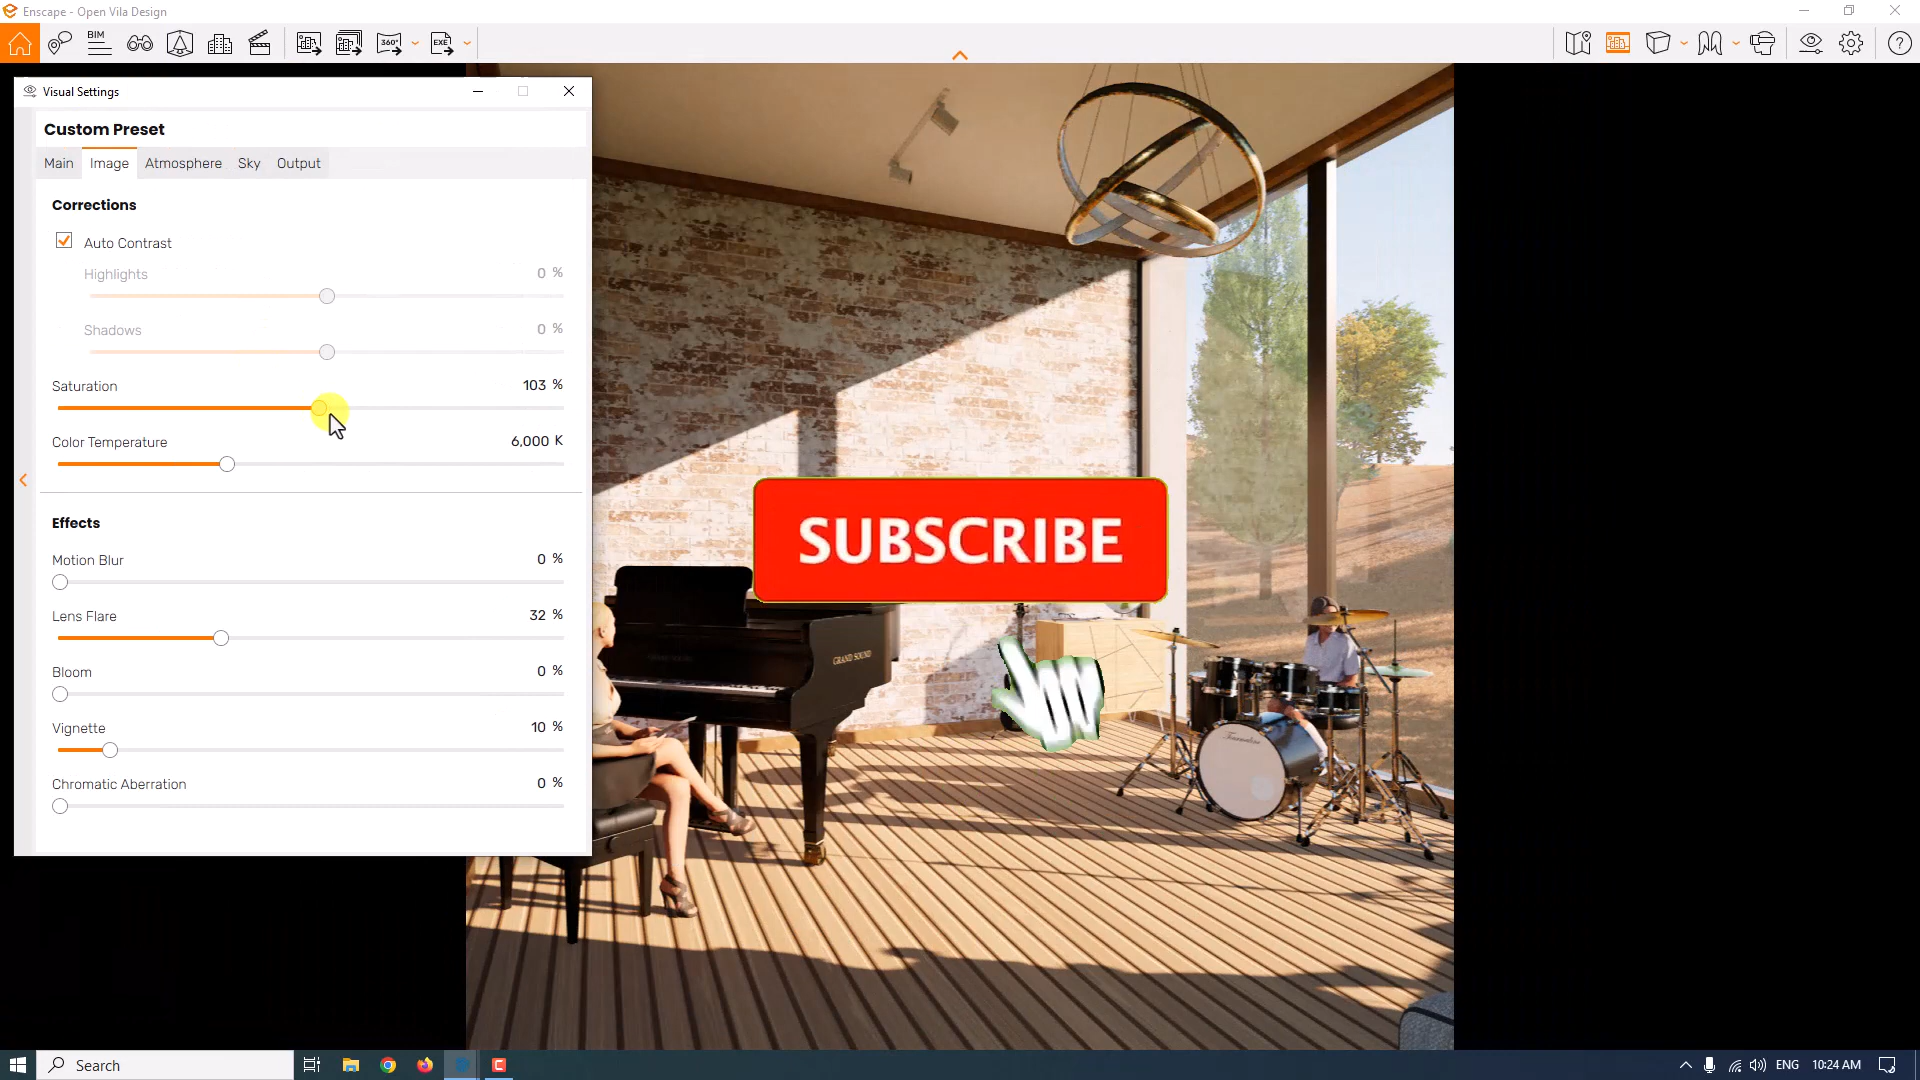 Enscape - Open Vila Design
BIM
360°
EXE
Visual Settings
Custom Preset
Main Image Atmosphere Sky Output
Corrections
Auto Contrast
Highlights 0 %
Shadows 0 %
Saturation 103 %
Color Temperature 6,000 K
Effects
Motion Blur 0 %
Lens Flare 32 %
Bloom 0 %
Vignette 10 %
Chromatic Aberration 0 %
SUBSCRIBE
GRAND SOUND
Search
ENG 10:24 AM